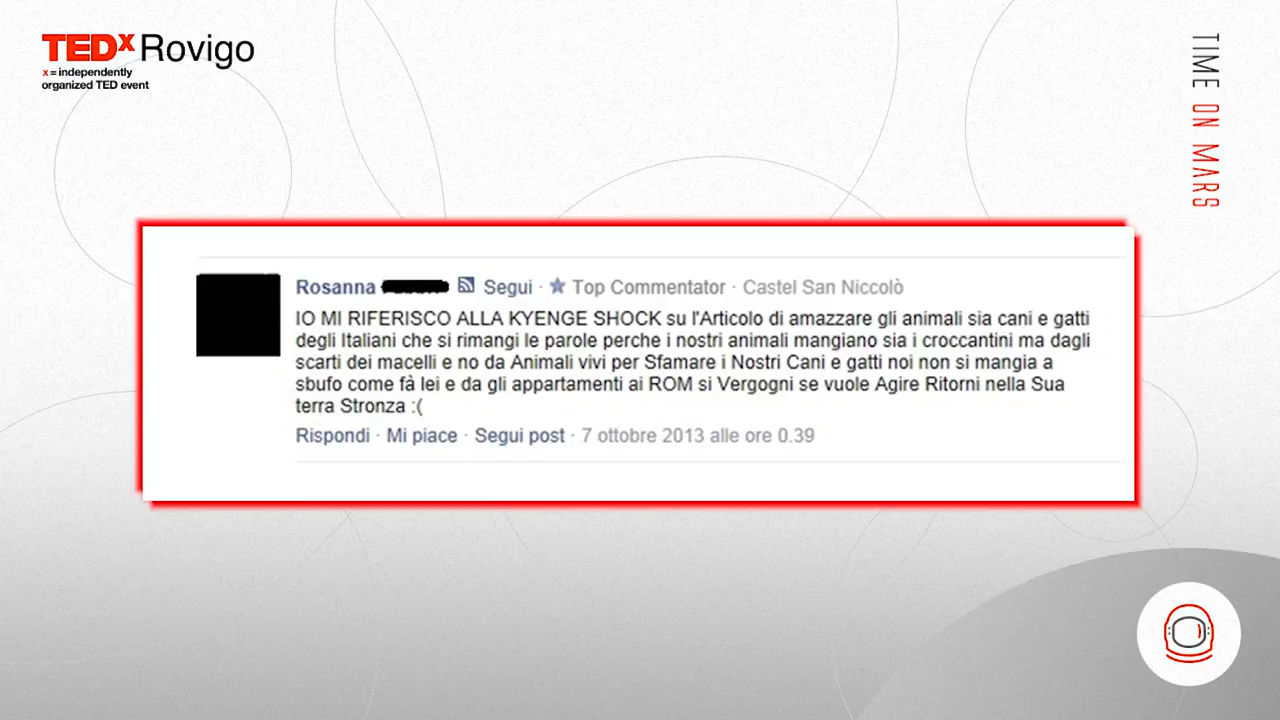 TEDx Rovigo
x = independently
organized TED event
TIME ON MARS
Rosanna Segui · Top Commentator · Castel San Niccolò
IO MI RIFERISCO ALLA KYENGE SHOCK su l'Articolo di amazzare gli animali sia cani e gatti
degli Italiani che si rimangi le parole perche i nostri animali mangiano sia i croccantini ma dagli
scarti dei macelli e no da Animali vivi per Sfamare i Nostri Cani e gatti noi non si mangia a
sbufo come fà lei e da gli appartamenti ai ROM si Vergogni se vuole Agire Ritorni nella Sua
terra Stronza :(
Rispondi · Mi piace · Segui post · 7 ottobre 2013 alle ore 0.39